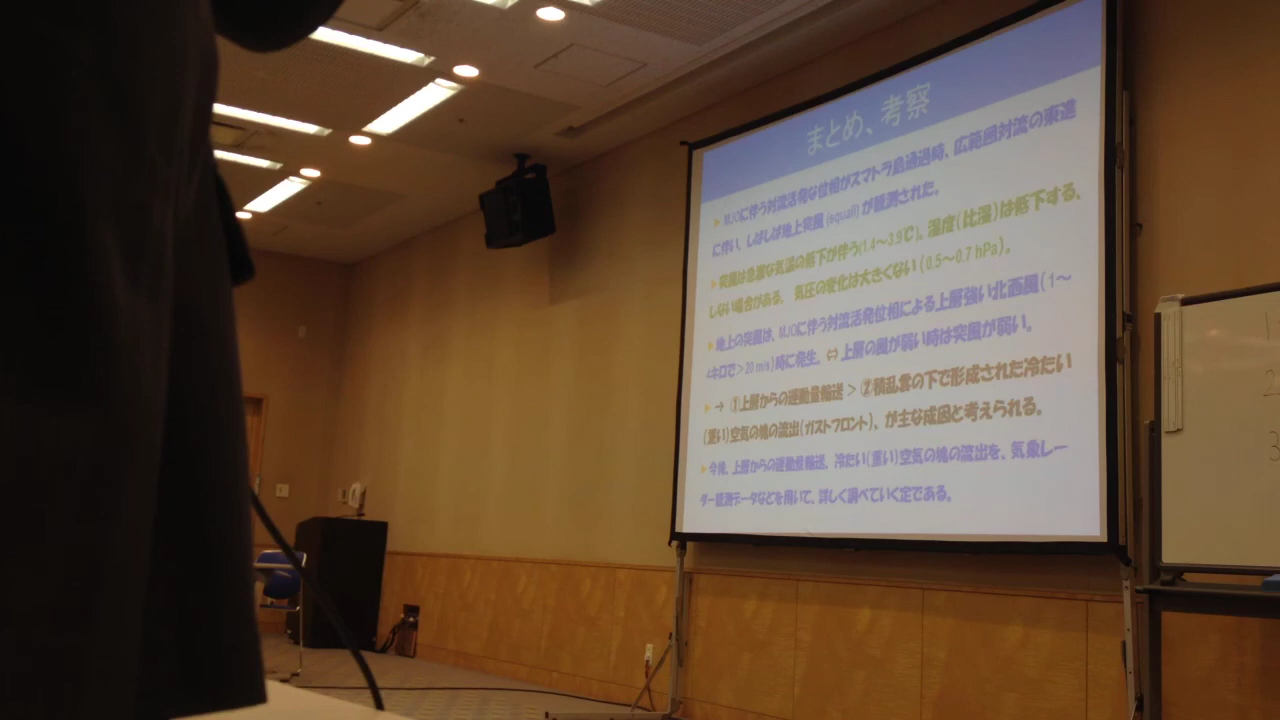 まとめ、考察
▶ MJOに伴う対流活発な位相がスマトラ島通過時、広範囲対流の東進
に伴い、しばしば地上突風 (squall) が観測された。
▶ 突風は急激な気温の低下が伴う(1.4～3.9℃)。湿度(比湿)は低下する、
しない場合がある。 気圧の変化は大きくない (0.5～0.7 hPa)。
▶ 地上の突風は、MJOに伴う対流活発位相による上層強い北西風(1～
4キロで＞20 m/s)時に発生。⇔ 上層の風が弱い時は突風が弱い。
▶ → ①上層からの運動量輸送 > ②積乱雲の下で形成された冷たい
(重い)空気の塊の流出(ガストフロント)、が主な成因と考えられる。
▶ 今後、上層からの運動量輸送、冷たい(重い)空気の塊の流出を、気象レー
ダー観測データなどを用いて、詳しく調べていく定である。
1
2
3